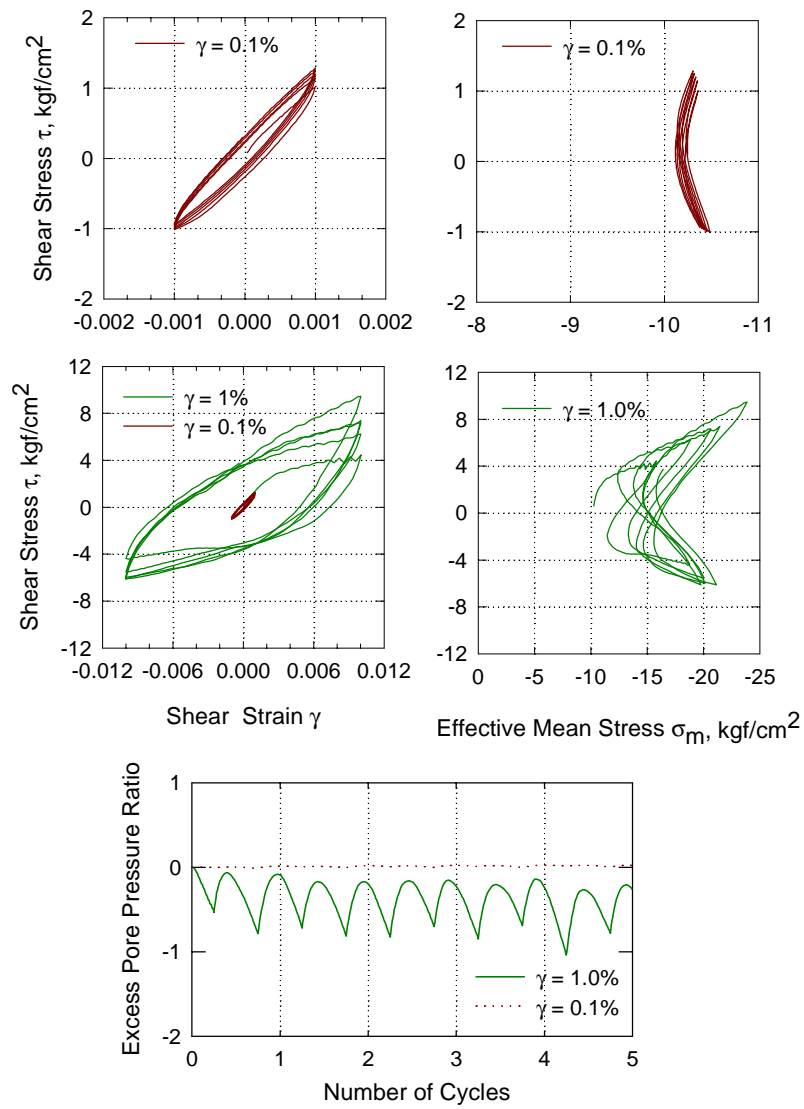 2
1
0
-1
-2
Shear Stress τ, kgf/cm2
γ = 0.1%
-0.002 -0.001 0.000 0.001 0.002
2
1
0
-1
-2
γ = 0.1%
-8 -9 -10 -11
12
8
4
0
-4
-8
-12
Shear Stress τ, kgf/cm2
γ = 1%
γ = 0.1%
-0.012 -0.006 0.000 0.006 0.012
Shear Strain γ
12
8
4
0
-4
-8
-12
γ = 1.0%
0 -5 -10 -15 -20 -25
Effective Mean Stress σm, kgf/cm2
1
0
-1
-2
Excess Pore Pressure Ratio
γ = 1.0%
γ = 0.1%
0 1 2 3 4 5
Number of Cycles